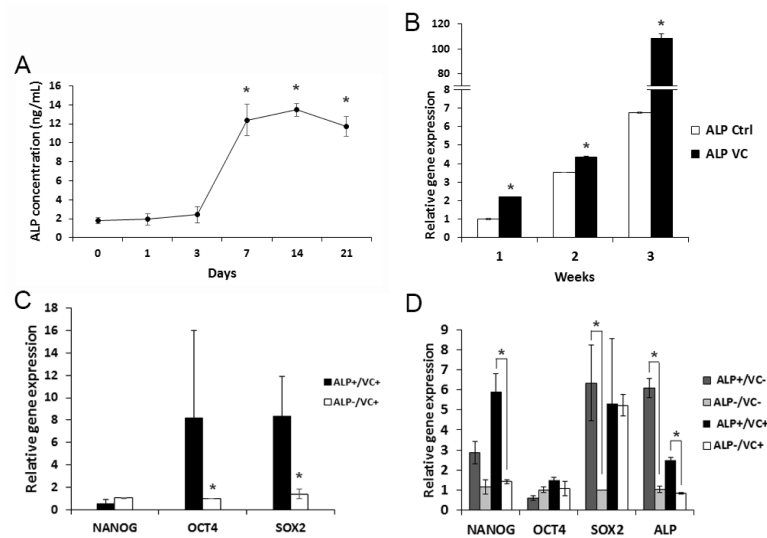 A
ALP concentration (ng/mL)
16
14
12
10
8
6
4
2
0
* * *
0 1 3 7 14 21
Days
B
Relative gene expression
120
100
80
60
40
20
8
7
6
5
4
3
2
1
0
* * *
ALP Ctrl
ALP VC
1 2 3
Weeks
C
Relative gene expression
18
16
14
12
10
8
6
4
2
0
* *
ALP+/VC+
ALP-/VC+
NANOG OCT4 SOX2
D
Relative gene expression
9
8
7
6
5
4
3
2
1
0
* * * *
ALP+/VC-
ALP-/VC-
ALP+/VC+
ALP-/VC+
NANOG OCT4 SOX2 ALP